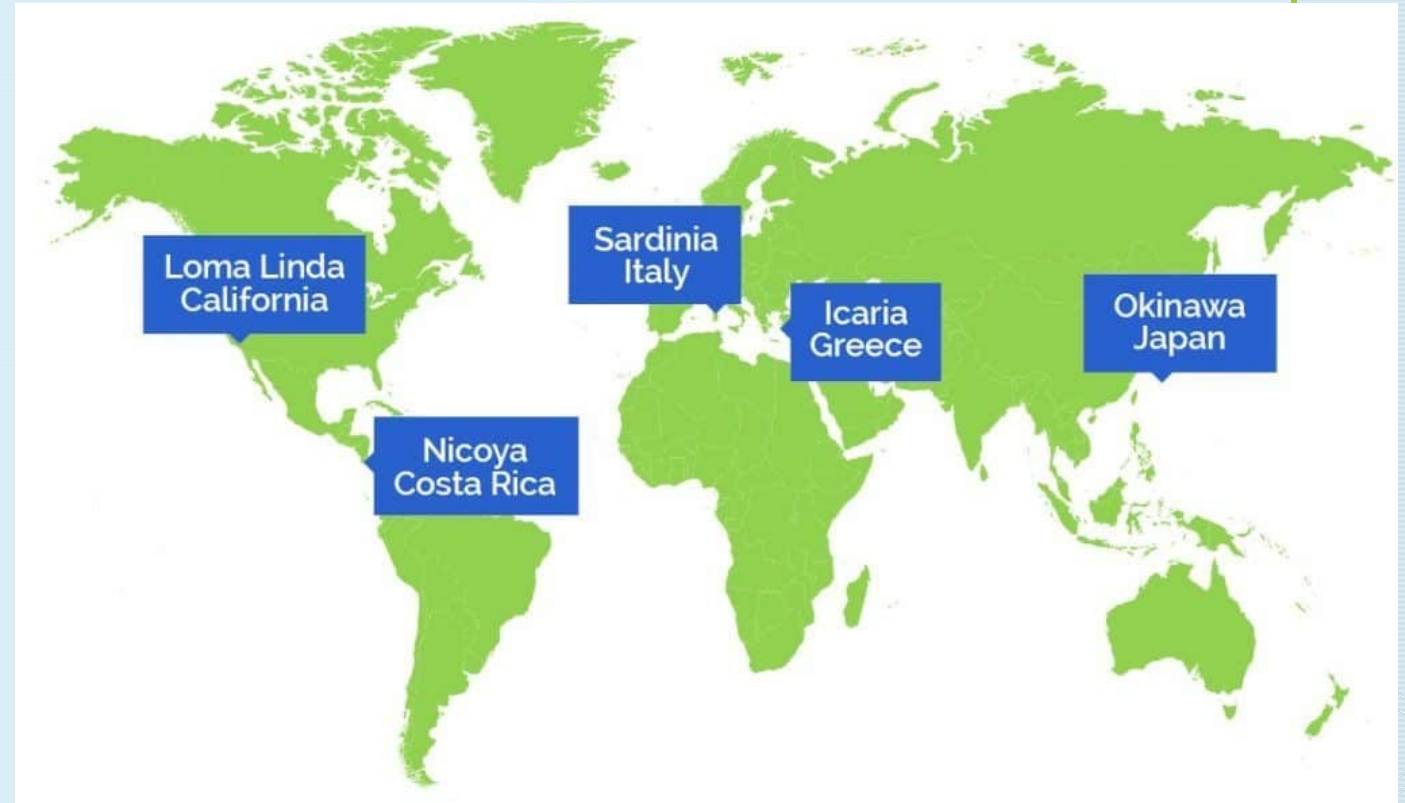 Loma Linda
California
Sardinia
Italy
Icaria
Greece
Okinawa
Japan
Nicoya
Costa Rica